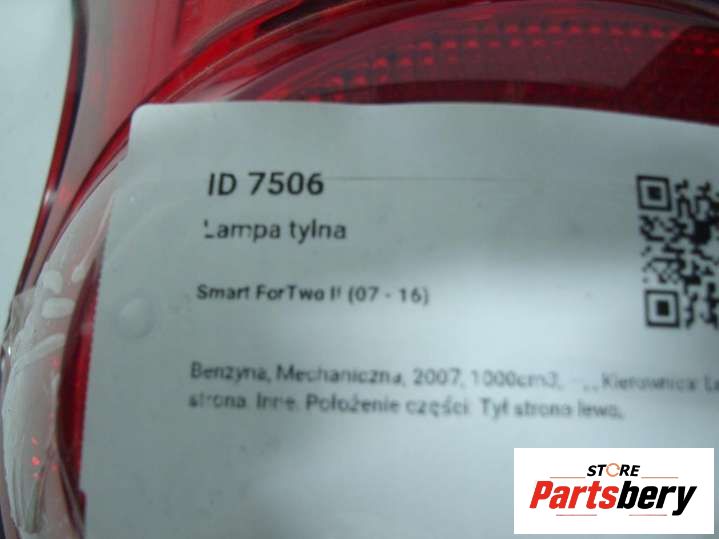 ID 7506
Lampa tylna
Smart ForTwo II (07 - 16)
Benzyna, Mechaniczna, 2007, 1000cm3, - , , Kierownica:
strona. Inne. Położenie części: Tył strona lewa,
STORE
Partsbery